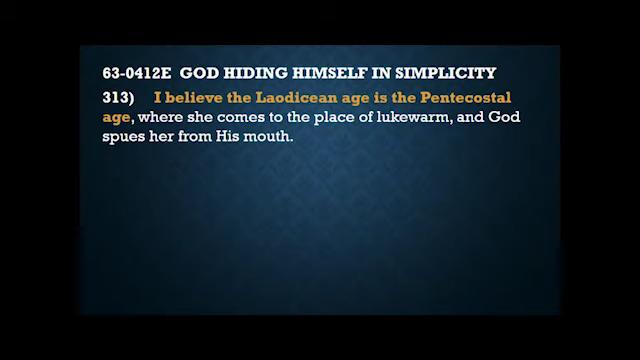 63-0412E GOD HIDING HIMSELF IN SIMPLICITY
313) I believe the Laodicean age is the Pentecostal
age, where she comes to the place of lukewarm, and God
spues her from His mouth.